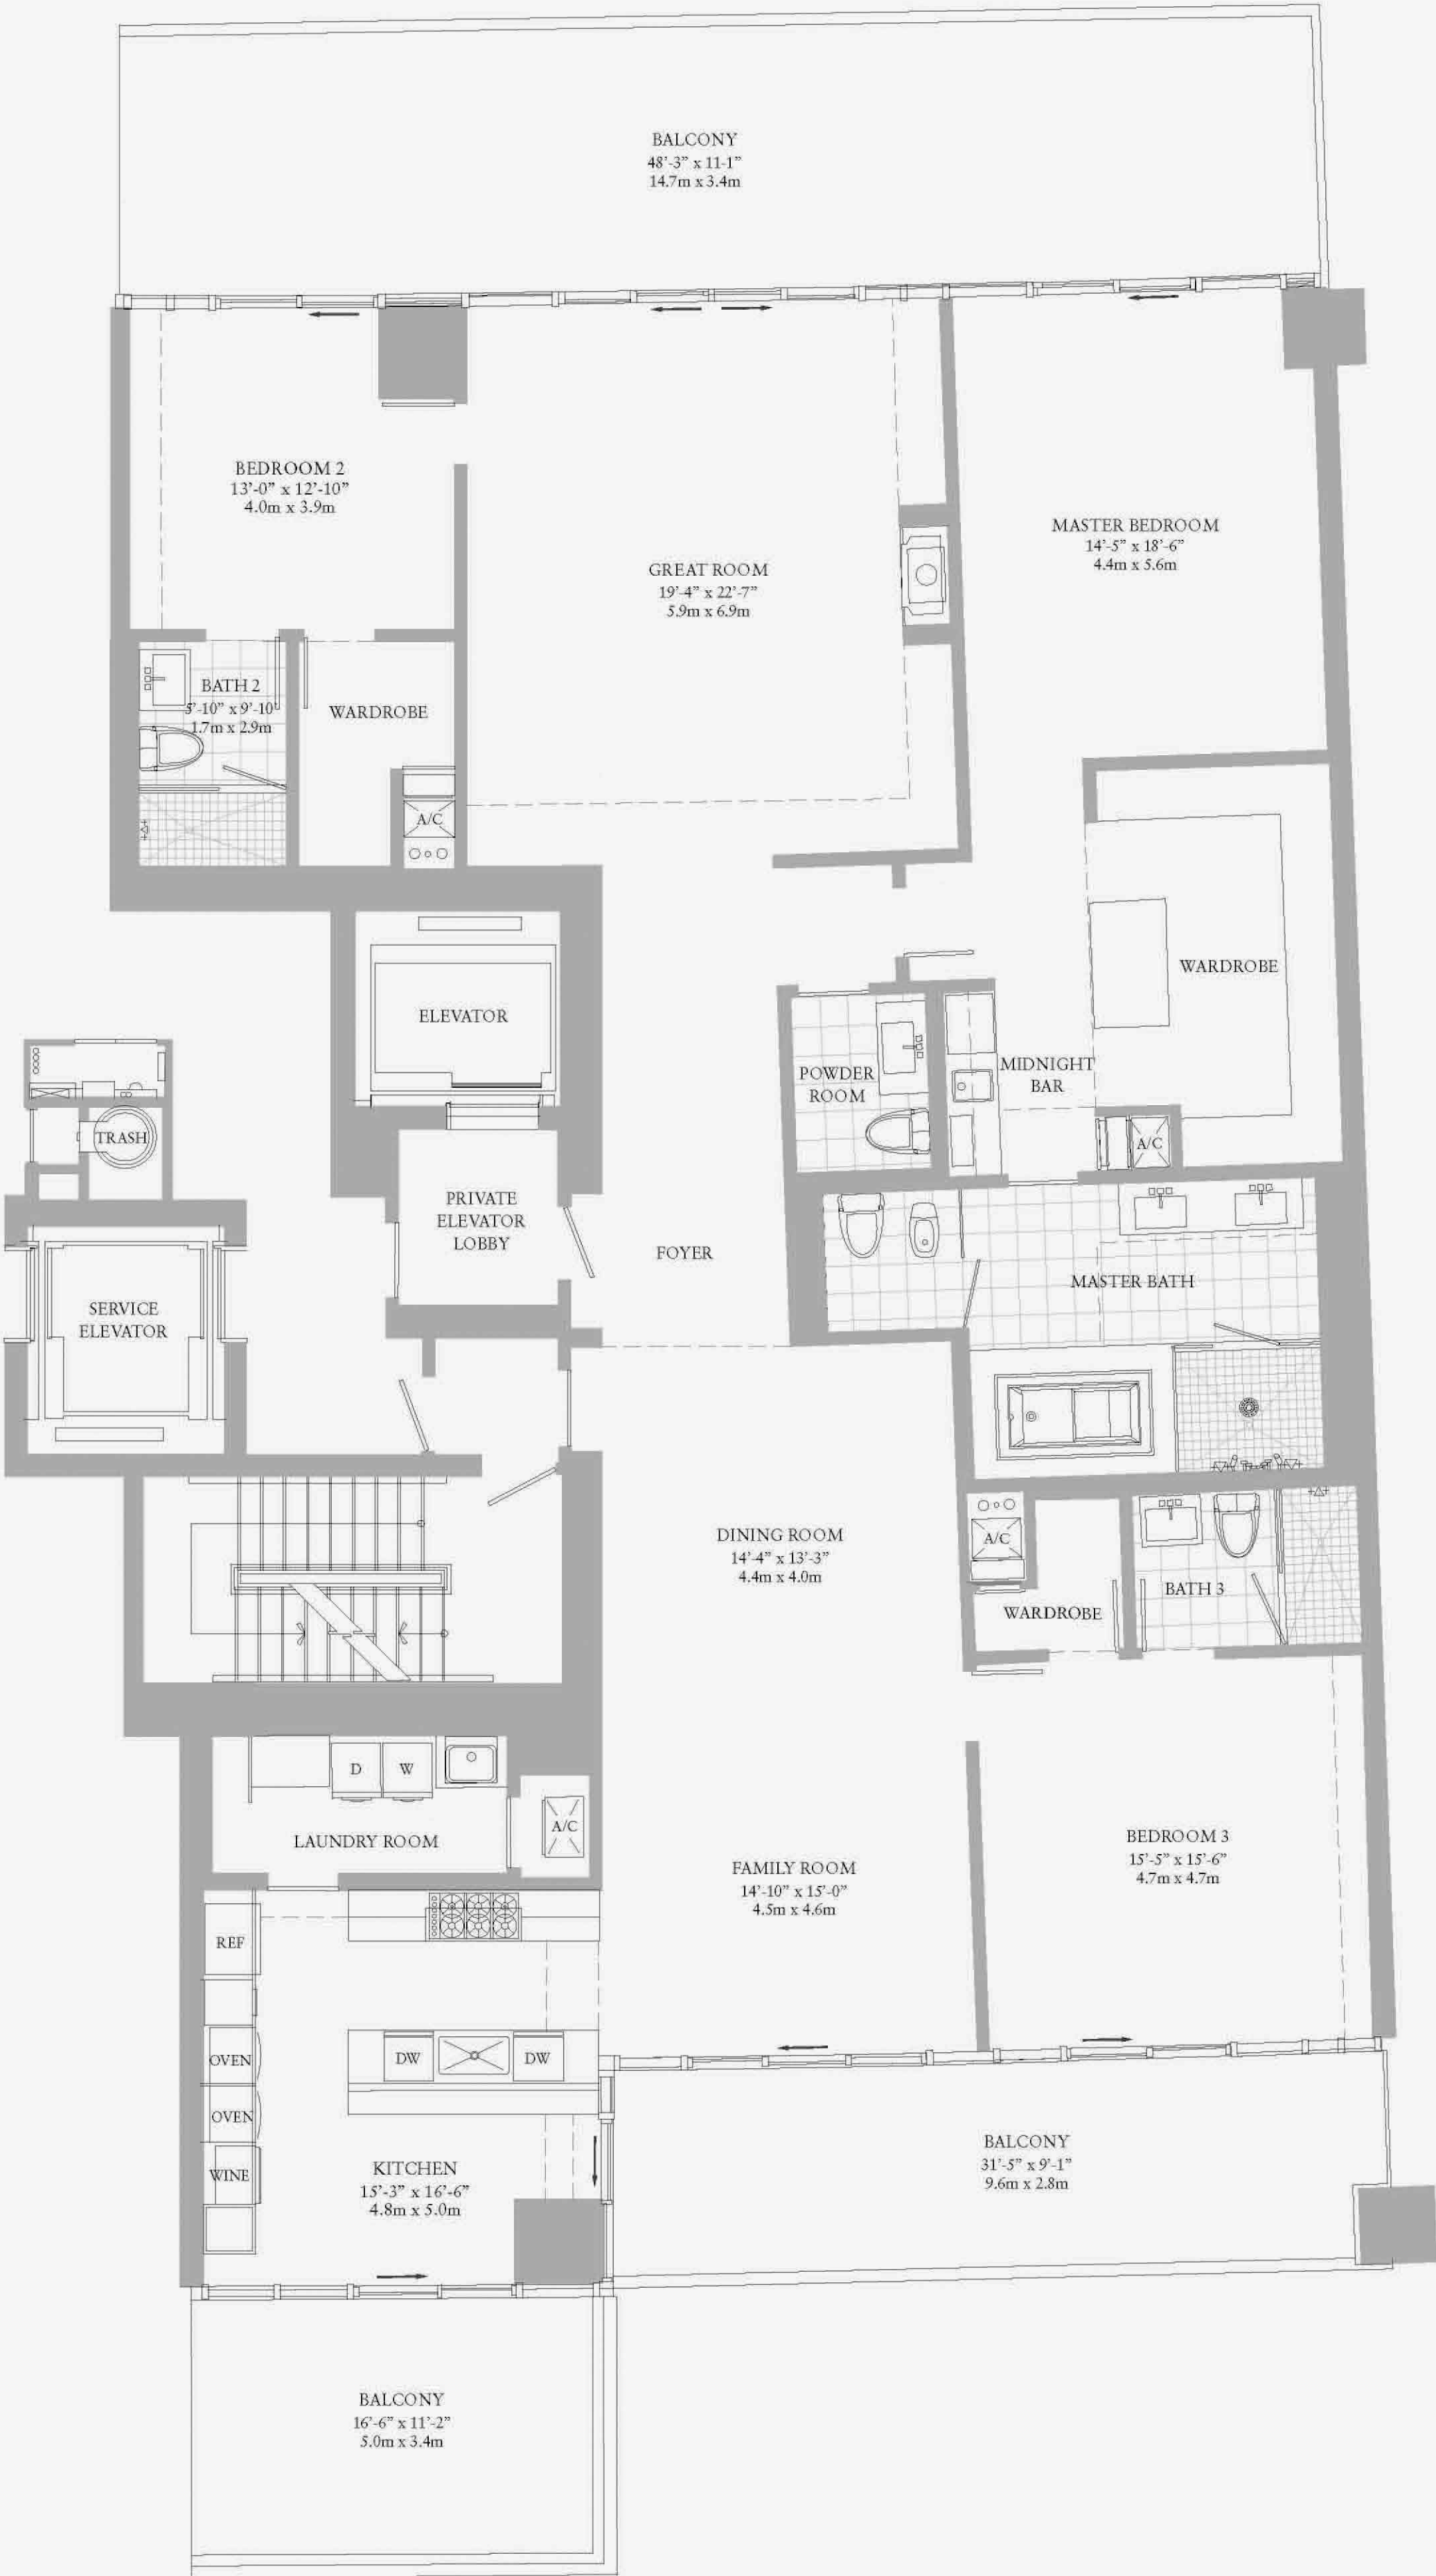 BALCONY
48’-3” x 11-1”
14.7m x 3.4m
BEDROOM 2
13’-0” x 12’-10”
4.0m x 3.9m
GREAT ROOM
19’-4” x 22’-7”
5.9m x 6.9m
MASTER BEDROOM
14’-5” x 18’-6”
4.4m x 5.6m
BATH 2
5’-10” x 9’-10”
1.7m x 2.9m
WARDROBE
A/C
WARDROBE
ELEVATOR
MIDNIGHT
BAR
POWDER
ROOM
A/C
TRASH
PRIVATE
ELEVATOR
LOBBY
FOYER
MASTER BATH
SERVICE
ELEVATOR
DINING ROOM
14’-4” x 13’-3”
4.4m x 4.0m
A/C
WARDROBE
BATH 3
D
W
A/C
LAUNDRY ROOM
FAMILY ROOM
14’-10” x 15’-0”
4.5m x 4.6m
BEDROOM 3
15’-5” x 15’-6”
4.7m x 4.7m
REF
OVEN
DW
DW
OVEN
WINE
KITCHEN
15’-3” x 16’-6”
4.8m x 5.0m
BALCONY
31’-5” x 9’-1”
9.6m x 2.8m
BALCONY
16’-6” x 11’-2”
5.0m x 3.4m